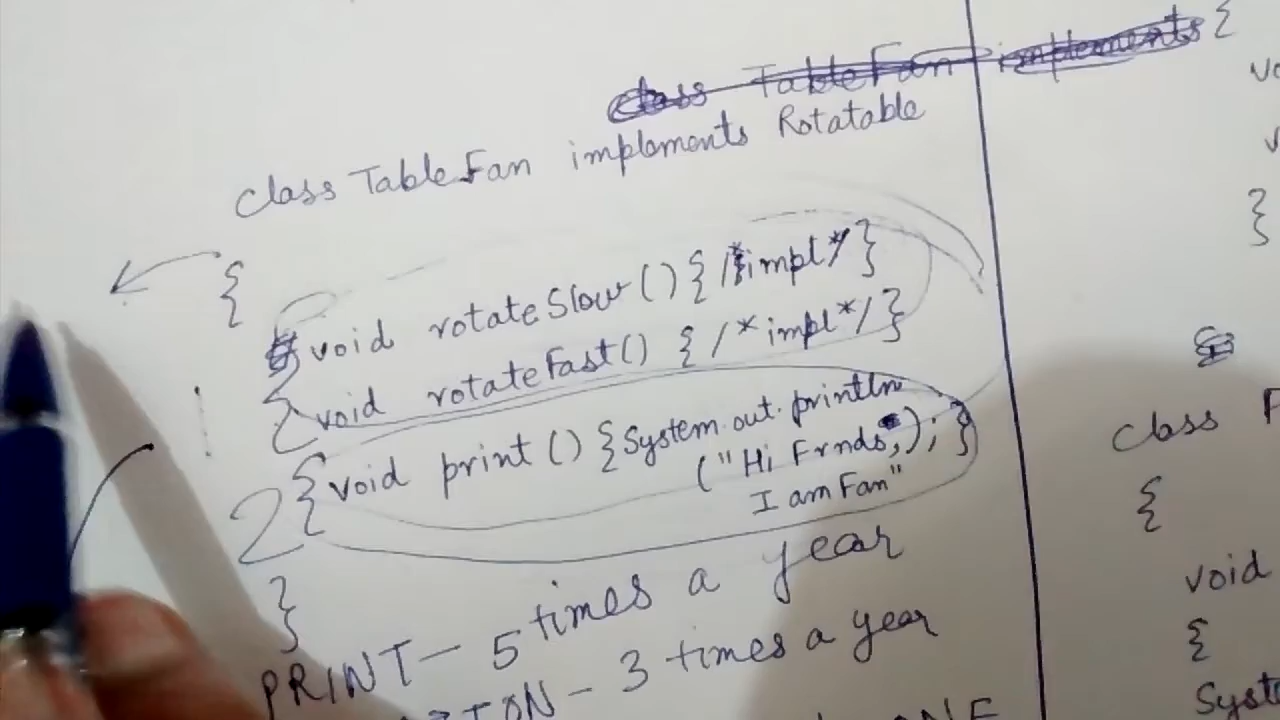 class TableFan implements {
class TableFan implements Rotatable
{
void rotateSlow() { /*impl*/ }
void rotateFast() { /*impl*/ }
void print() { System.out.println
("Hi Frnds,); }
I am Fan"
2
}
PRINT - 5 times a year
- 3 times a year
}
class
{
void
{